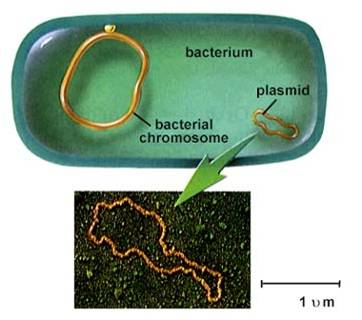 bacterium
plasmid
bacterial
chromosome
1 υm